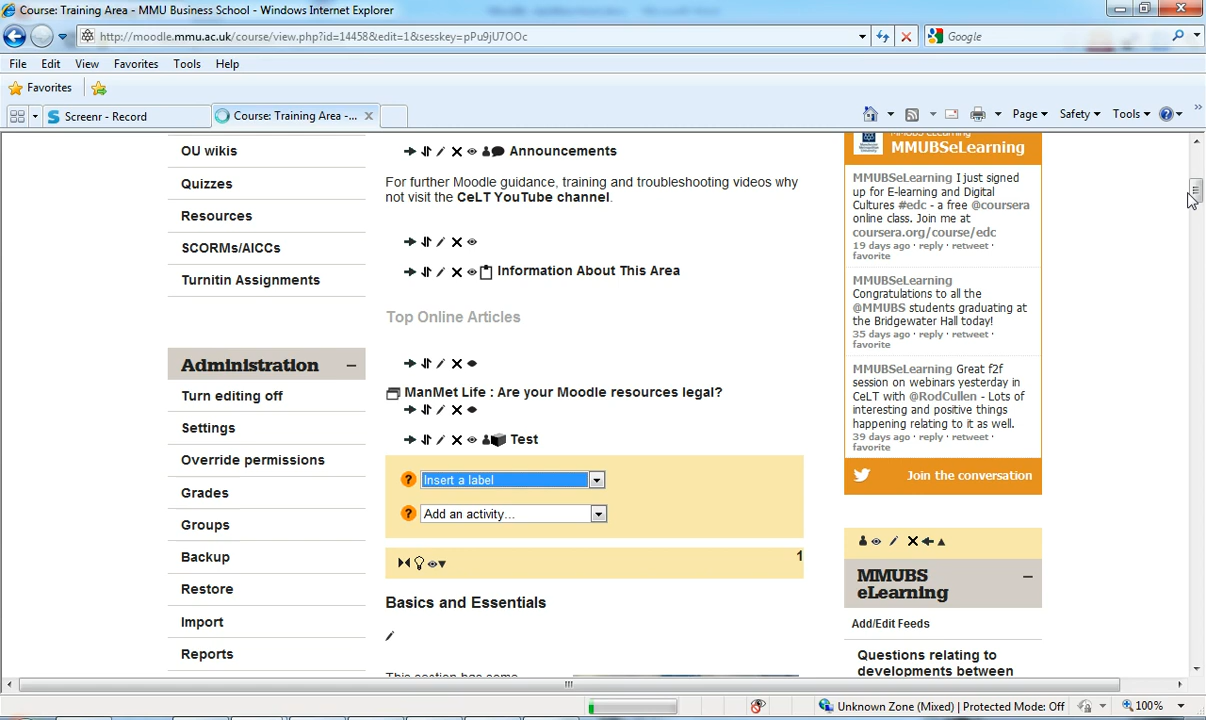 Course: Training Area - MMU Business School - Windows Internet Explorer
http://moodle.mmu.ac.uk/course/view.php?id=14458&edit=1&sesskey=pPu9jU7OOc
Google
File Edit View Favorites Tools Help
Favorites
Screenr - Record
Course: Training Area -...
Page
Safety
Tools
OU wikis
Quizzes
Resources
SCORMs/AICCs
Turnitin Assignments
Administration
Turn editing off
Settings
Override permissions
Grades
Groups
Backup
Restore
Import
Reports
Announcements
For further Moodle guidance, training and troubleshooting videos why
not visit the CeLT YouTube channel.
Information About This Area
Top Online Articles
ManMet Life : Are your Moodle resources legal?
Test
? Insert a label
? Add an activity...
1
Basics and Essentials
This section has some
MMUBS eLearning
MMUBSeLearning
MMUBSeLearning I just signed
up for E-learning and Digital
Cultures #edc - a free @coursera
online class. Join me at
coursera.org/course/edc
19 days ago · reply · retweet ·
favorite
MMUBSeLearning
Congratulations to all the
@MMUBS students graduating at
the Bridgewater Hall today!
35 days ago · reply · retweet ·
favorite
MMUBSeLearning Great f2f
session on webinars yesterday in
CeLT with @RodCullen - Lots of
interesting and positive things
happening relating to it as well.
39 days ago · reply · retweet ·
favorite
Join the conversation
MMUBS
eLearning
Add/Edit Feeds
Questions relating to
developments between
Unknown Zone (Mixed) | Protected Mode: Off
100%